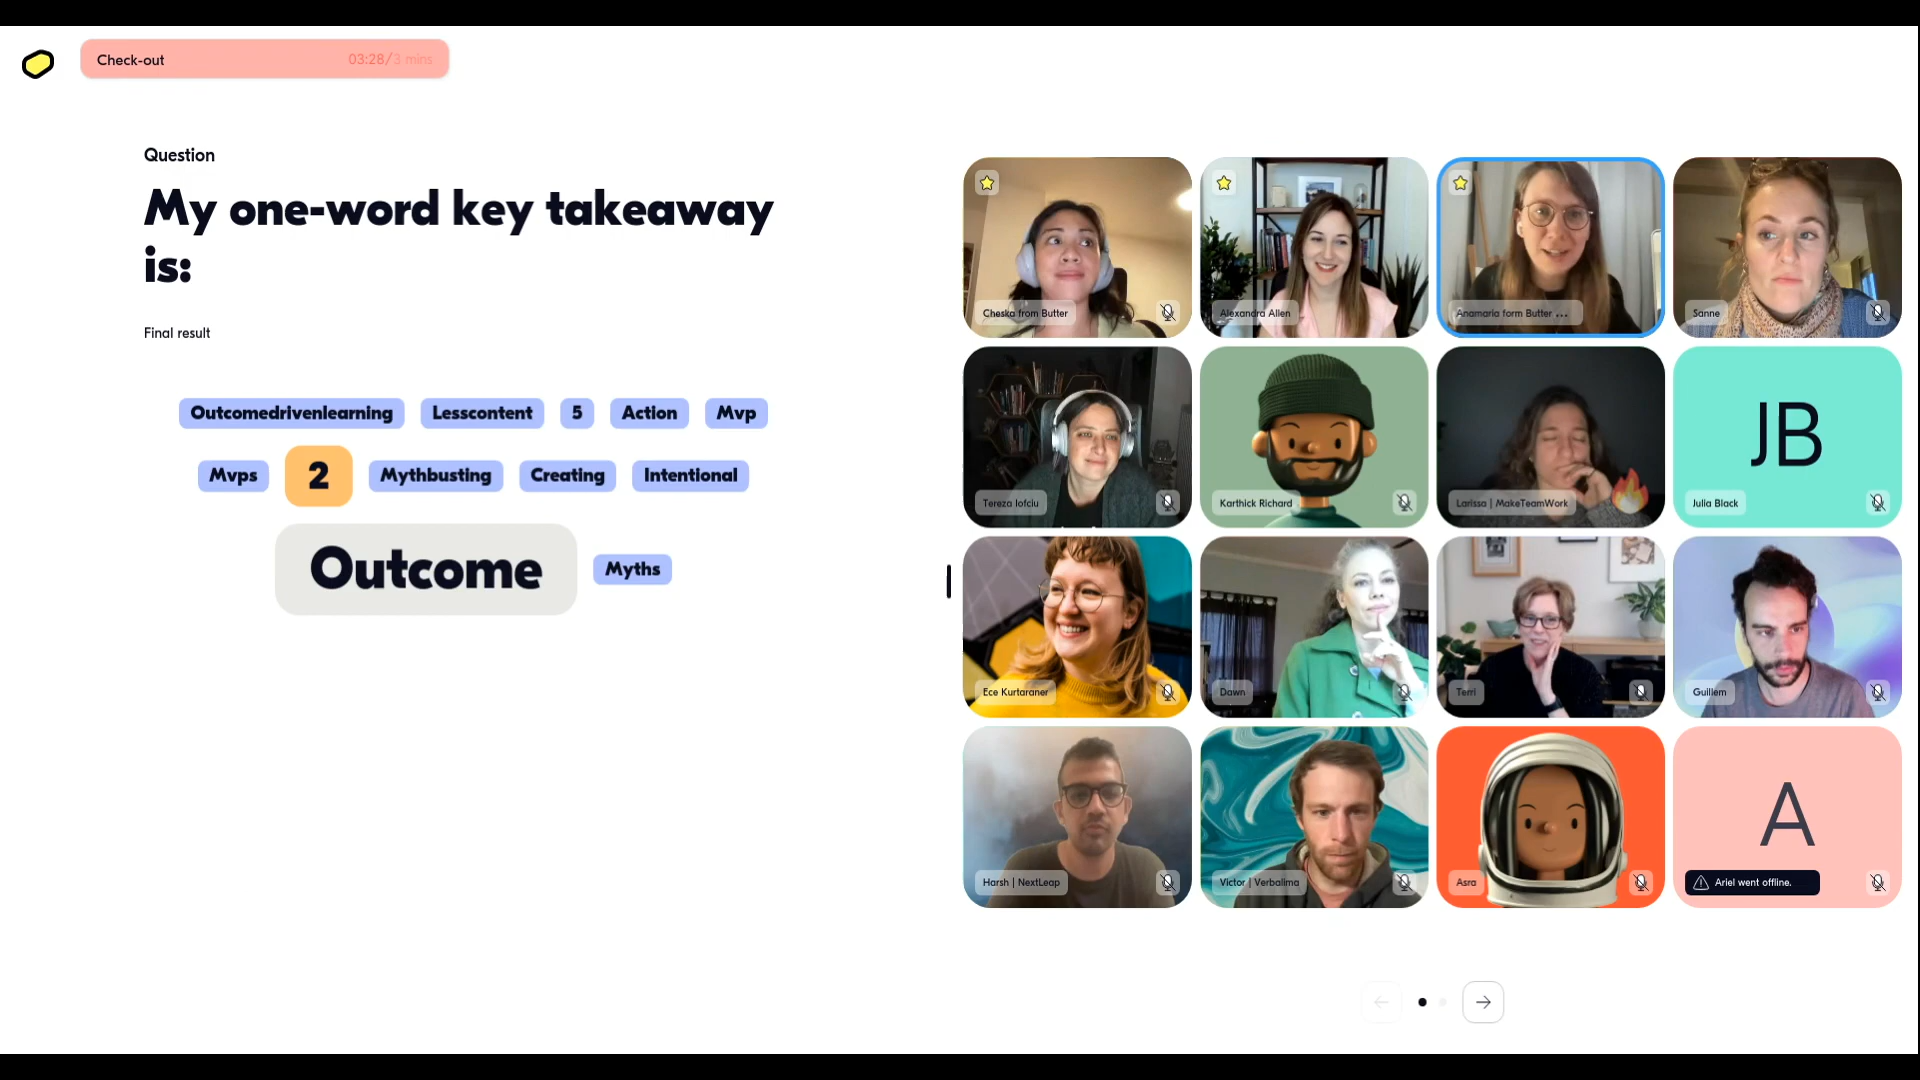 Check-out 03:28/3 mins
Question
My one-word key takeaway
is:
Final result
Outcomedrivenlearning Lesscontent 5 Action Mvp
Mvps 2 Mythbusting Creating Intentional
Outcome Myths
Cheska from Butter
Alexandra Allen
Anamaria form Butter ...
Sanne
Tereza Iofciu
Karthick Richard
Larissa | MakeTeamWork
JB
Julia Black
Ece Kurtaraner
Dawn
Terri
Guillem
Harsh | NextLeap
Victor | Verbalima
Asra
A
Ariel went offline.